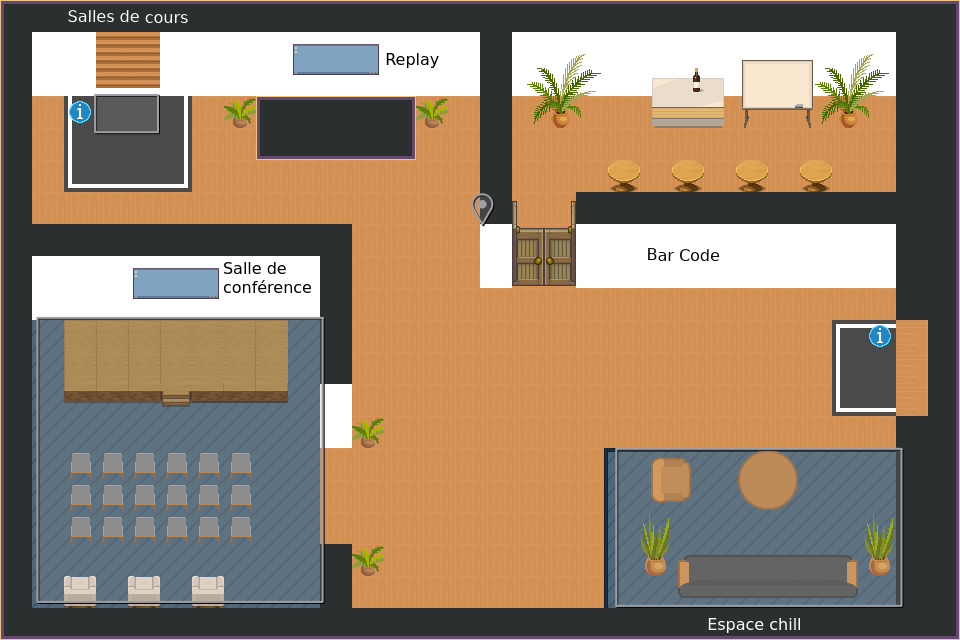 Salles de cours
Replay
Bar Code
Salle de
conférence
Espace chill